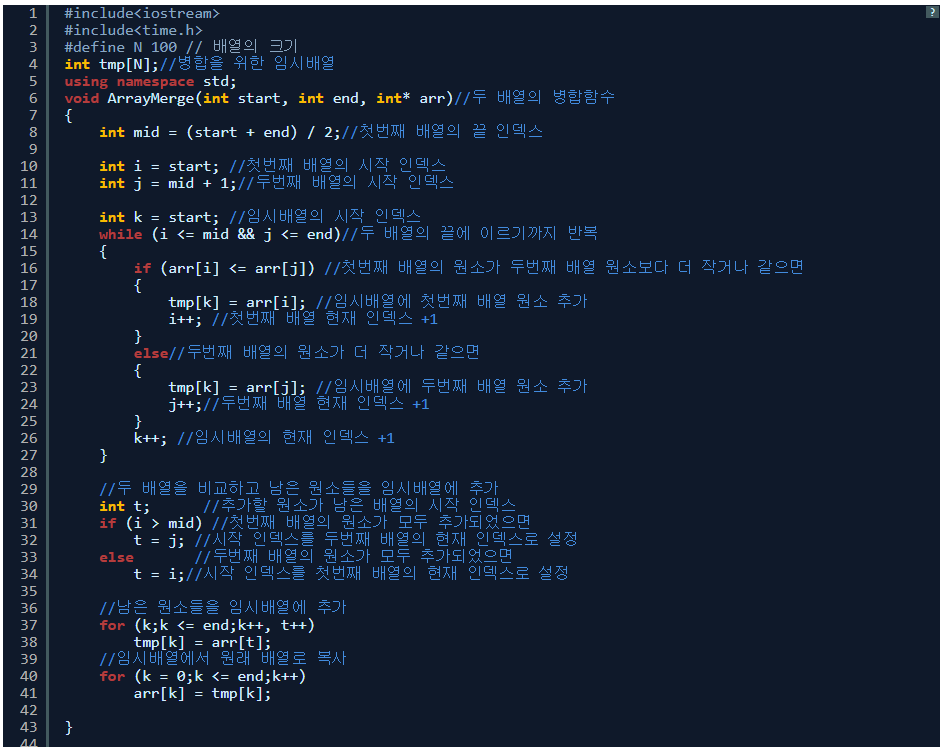 ?
1 #include<iostream>
2 #include<time.h>
3 #define N 100 // 배열의 크기
4 int tmp[N];//병합을 위한 임시배열
5 using namespace std;
6 void ArrayMerge(int start, int end, int* arr)//두 배열의 병합함수
7 {
8 int mid = (start + end) / 2;//첫번째 배열의 끝 인덱스
9
10 int i = start; //첫번째 배열의 시작 인덱스
11 int j = mid + 1;//두번째 배열의 시작 인덱스
12
13 int k = start; //임시배열의 시작 인덱스
14 while (i <= mid && j <= end)//두 배열의 끝에 이르기까지 반복
15 {
16 if (arr[i] <= arr[j]) //첫번째 배열의 원소가 두번째 배열 원소보다 더 작거나 같으면
17 {
18 tmp[k] = arr[i]; //임시배열에 첫번째 배열 원소 추가
19 i++; //첫번째 배열 현재 인덱스 +1
20 }
21 else//두번째 배열의 원소가 더 작거나 같으면
22 {
23 tmp[k] = arr[j]; //임시배열에 두번째 배열 원소 추가
24 j++;//두번째 배열 현재 인덱스 +1
25 }
26 k++; //임시배열의 현재 인덱스 +1
27 }
28
29 //두 배열을 비교하고 남은 원소들을 임시배열에 추가
30 int t; //추가할 원소가 남은 배열의 시작 인덱스
31 if (i > mid) //첫번째 배열의 원소가 모두 추가되었으면
32 t = j; //시작 인덱스를 두번째 배열의 현재 인덱스로 설정
33 else //두번째 배열의 원소가 모두 추가되었으면
34 t = i;//시작 인덱스를 첫번째 배열의 현재 인덱스로 설정
35
36 //남은 원소들을 임시배열에 추가
37 for (k;k <= end;k++, t++)
38 tmp[k] = arr[t];
39 //임시배열에서 원래 배열로 복사
40 for (k = 0;k <= end;k++)
41 arr[k] = tmp[k];
42
43 }
44